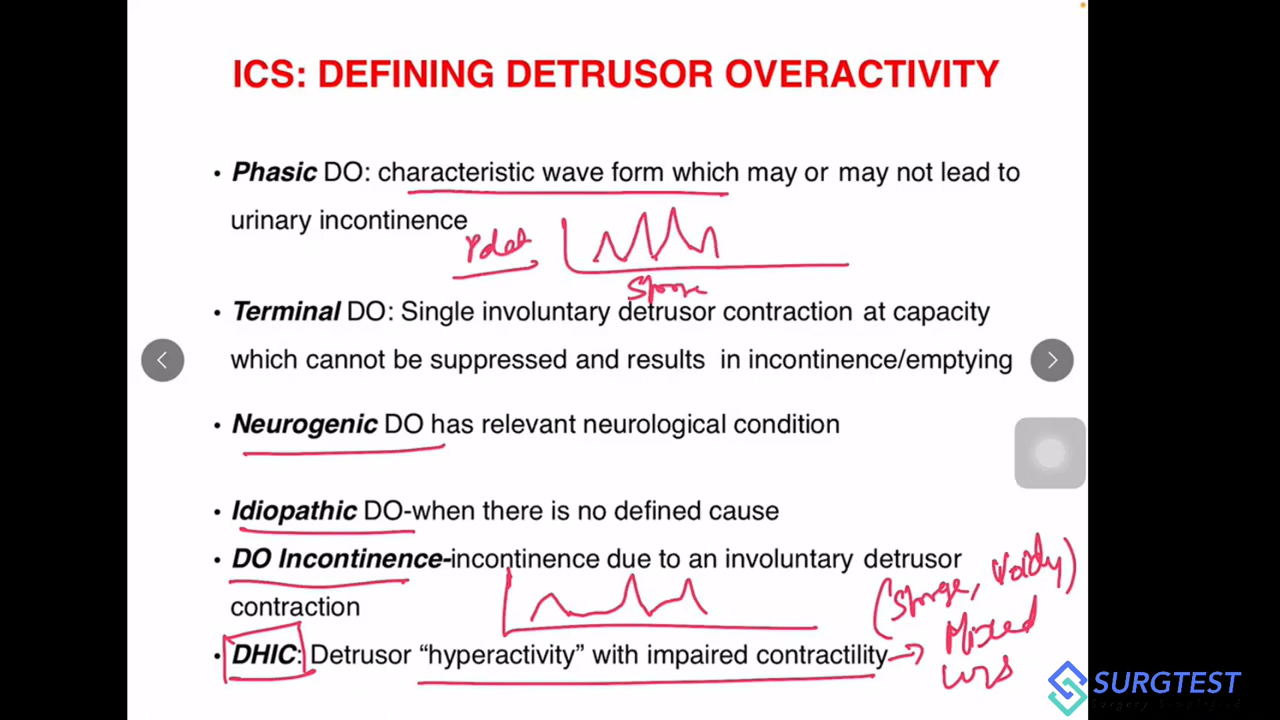 ICS: DEFINING DETRUSOR OVERACTIVITY
• Phasic DO: characteristic wave form which may or may not lead to
urinary incontinence
Pdet
• Terminal DO: Single involuntary detrusor contraction at capacity
which cannot be suppressed and results in incontinence/emptying
• Neurogenic DO has relevant neurological condition
• Idiopathic DO-when there is no defined cause
• DO Incontinence-incontinence due to an involuntary detrusor
contraction
(Storage, Voidy)
• DHIC: Detrusor “hyperactivity” with impaired contractility
Mixed
SURGTEST